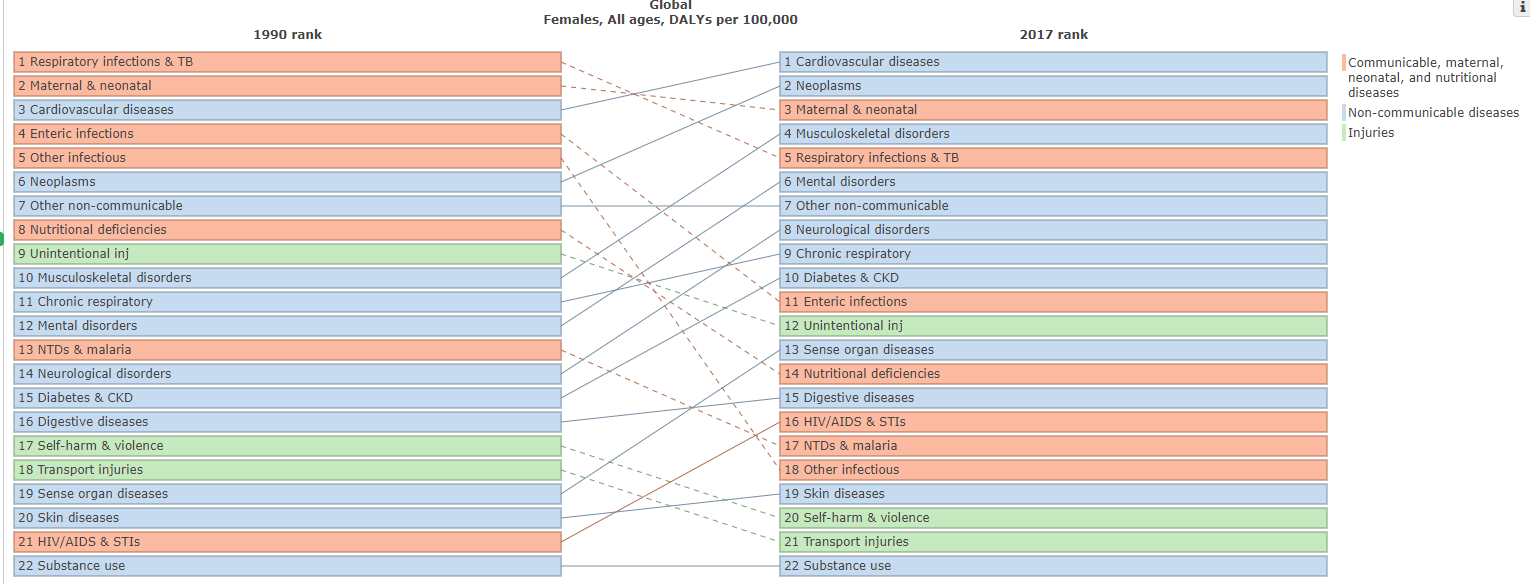 Global
Females, All ages, DALYs per 100,000
1990 rank
1 Respiratory infections & TB
2 Maternal & neonatal
3 Cardiovascular diseases
4 Enteric infections
5 Other infectious
6 Neoplasms
7 Other non-communicable
8 Nutritional deficiencies
9 Unintentional inj
10 Musculoskeletal disorders
11 Chronic respiratory
12 Mental disorders
13 NTDs & malaria
14 Neurological disorders
15 Diabetes & CKD
16 Digestive diseases
17 Self-harm & violence
18 Transport injuries
19 Sense organ diseases
20 Skin diseases
21 HIV/AIDS & STIs
22 Substance use
2017 rank
1 Cardiovascular diseases
2 Neoplasms
3 Maternal & neonatal
4 Musculoskeletal disorders
5 Respiratory infections & TB
6 Mental disorders
7 Other non-communicable
8 Neurological disorders
9 Chronic respiratory
10 Diabetes & CKD
11 Enteric infections
12 Unintentional inj
13 Sense organ diseases
14 Nutritional deficiencies
15 Digestive diseases
16 HIV/AIDS & STIs
17 NTDs & malaria
18 Other infectious
19 Skin diseases
20 Self-harm & violence
21 Transport injuries
22 Substance use
Communicable, maternal,
neonatal, and nutritional
diseases
Non-communicable diseases
Injuries
i